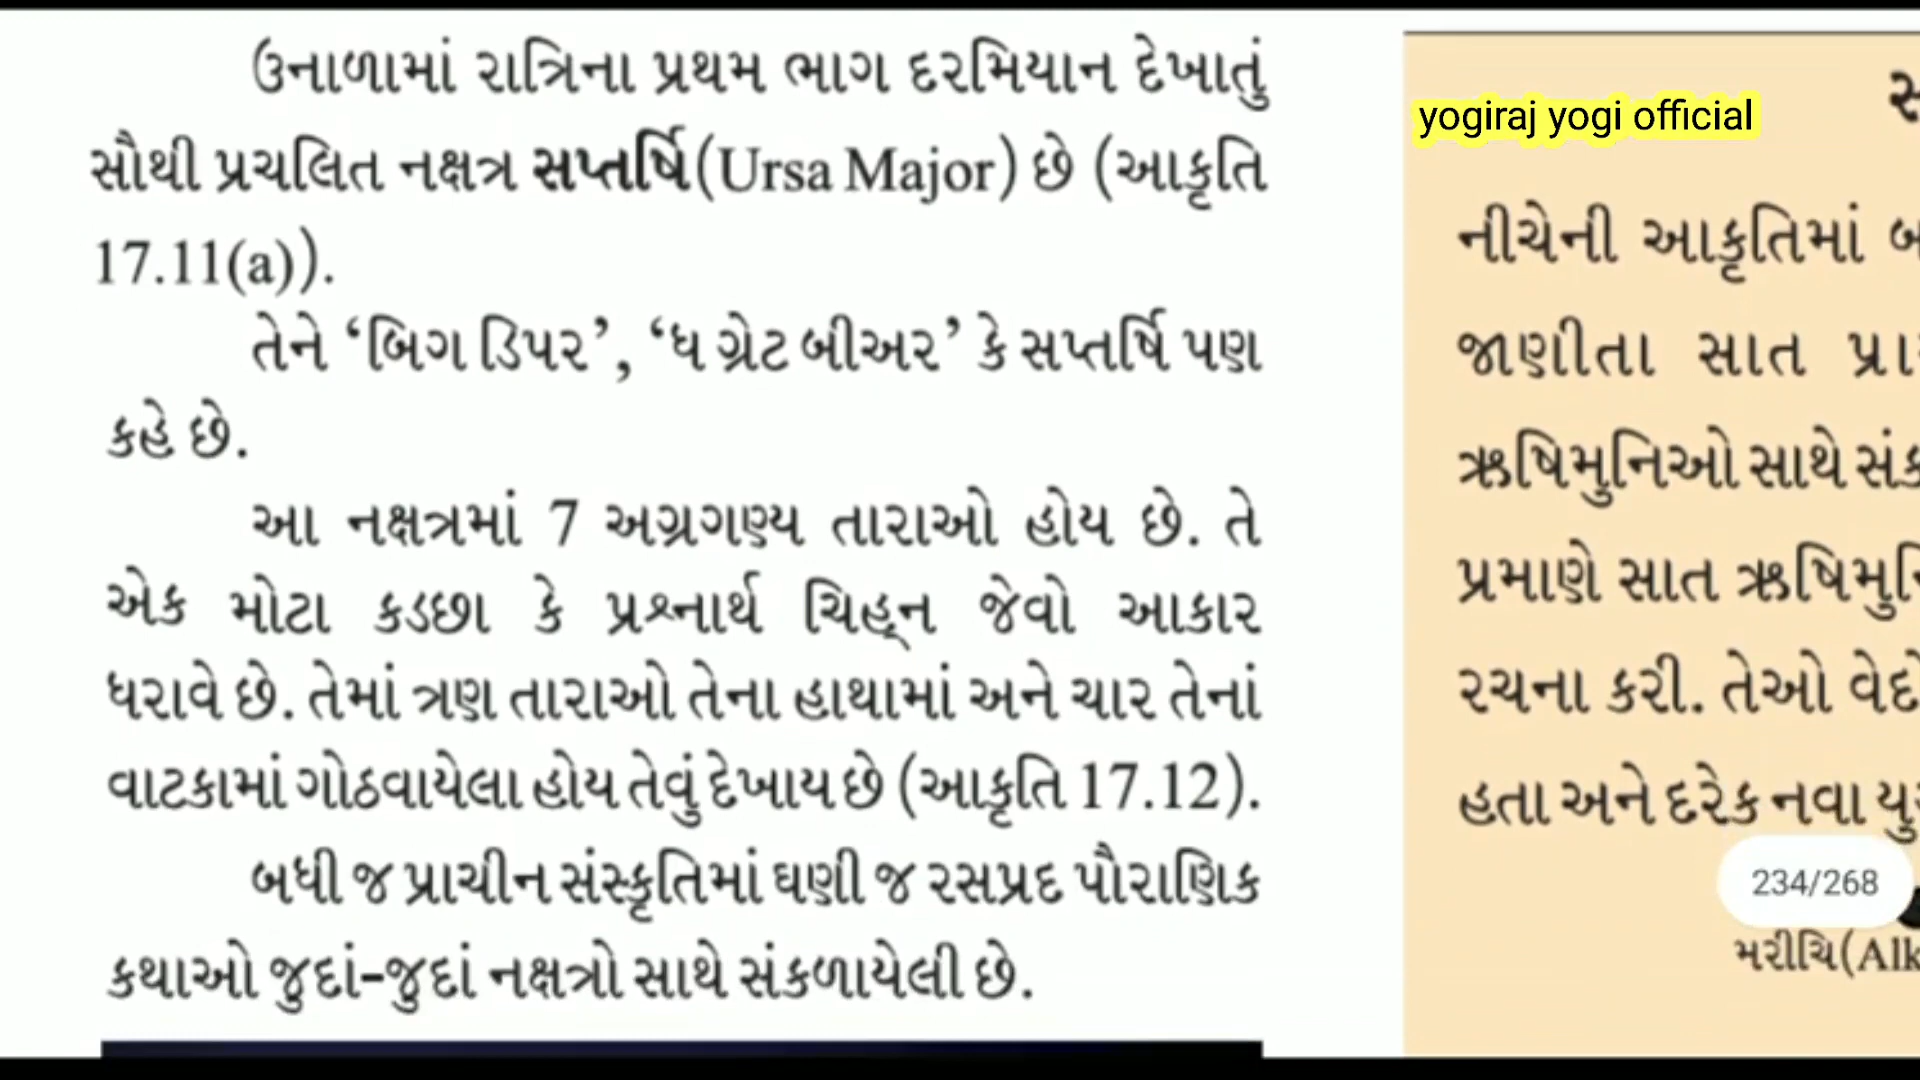 ઉનાળામાં રાત્રિના પ્રથમ ભાગ દરમિયાન દેખાતું
સૌથી પ્રચલિત નક્ષત્ર સપ્તર્ષિ(Ursa Major) છે (આકૃતિ
17.11(a)).
તેને ‘બિગ ડિપર’, ‘ધ ગ્રેટ બીઅર’ કે સપ્તર્ષિ પણ
કહે છે.
આ નક્ષત્રમાં 7 અગ્રગણ્ય તારાઓ હોય છે. તે
એક મોટા કડછા કે પ્રશ્નાર્થ ચિહ્‌ન જેવો આકાર
ધરાવે છે. તેમાં ત્રણ તારાઓ તેના હાથામાં અને ચાર તેનાં
વાટકામાં ગોઠવાયેલા હોય તેવું દેખાય છે (આકૃતિ 17.12).
બધી જ પ્રાચીન સંસ્કૃતિમાં ઘણી જ રસપ્રદ પૌરાણિક
કથાઓ જુદાં-જુદાં નક્ષત્રો સાથે સંકળાયેલી છે.
yogiraj yogi official
નીચેની આકૃતિમાં
જાણીતા સાત
ઋષિમુનિઓ સાથે
પ્રમાણે સાત
રચના કરી. તેઓ
હતા અને દરેક નવા
234/268
મરીચિ(Alk